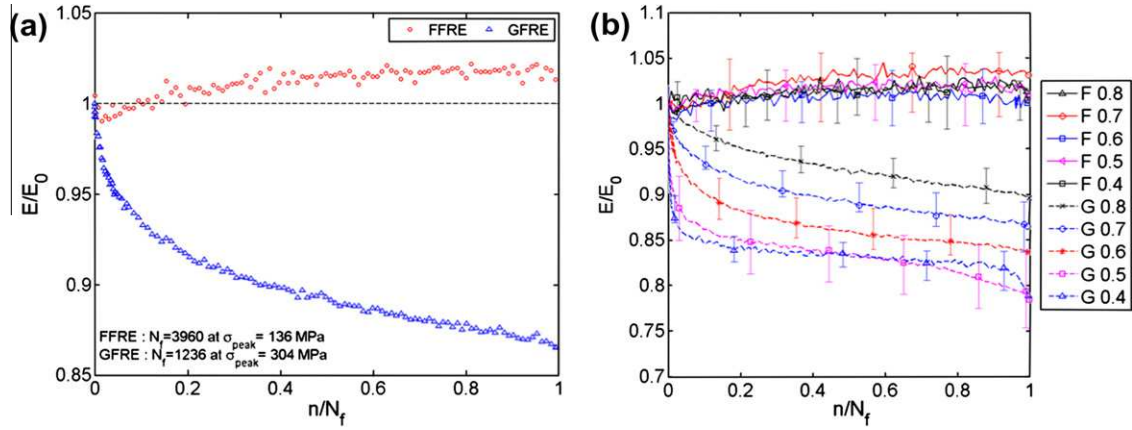 (a)
FFRE GFRE
1.05
1
0.95
0.9
0.85
E/E0
FFRE : Nf=3960 at σpeak= 136 MPa
GFRE : Nf=1236 at σpeak= 304 MPa
0 0.2 0.4 0.6 0.8 1
n/Nf
(b)
1.1
1.05
1
0.95
0.9
0.85
0.8
0.75
0.7
E/E0
0 0.2 0.4 0.6 0.8 1
n/Nf
F 0.8
F 0.7
F 0.6
F 0.5
F 0.4
G 0.8
G 0.7
G 0.6
G 0.5
G 0.4